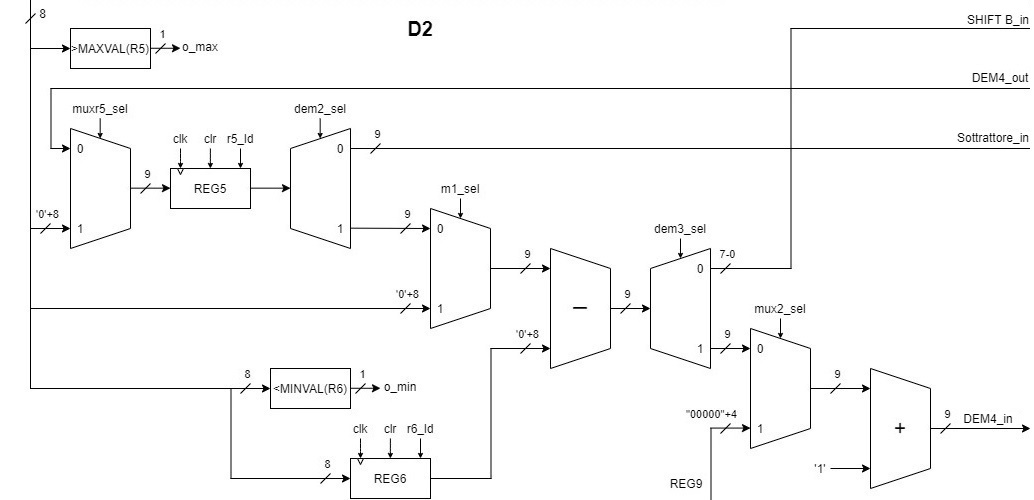 8
D2
SHIFT B_in
>MAXVAL(R5)
1
o_max
DEM4_out
muxr5_sel
dem2_sel
clk
clr
r5_ld
9
Sottrattore_in
0
0
9
REG5
m1_sel
'0'+8
1
1
9
0
dem3_sel
9
0
7-0
'0'+8
1
9
–
mux2_sel
'0'+8
1
9
0
8
<MINVAL(R6)
1
o_min
9
"00000"+4
1
+
9
DEM4_in
clk
clr
r6_ld
8
REG6
REG9
'1'